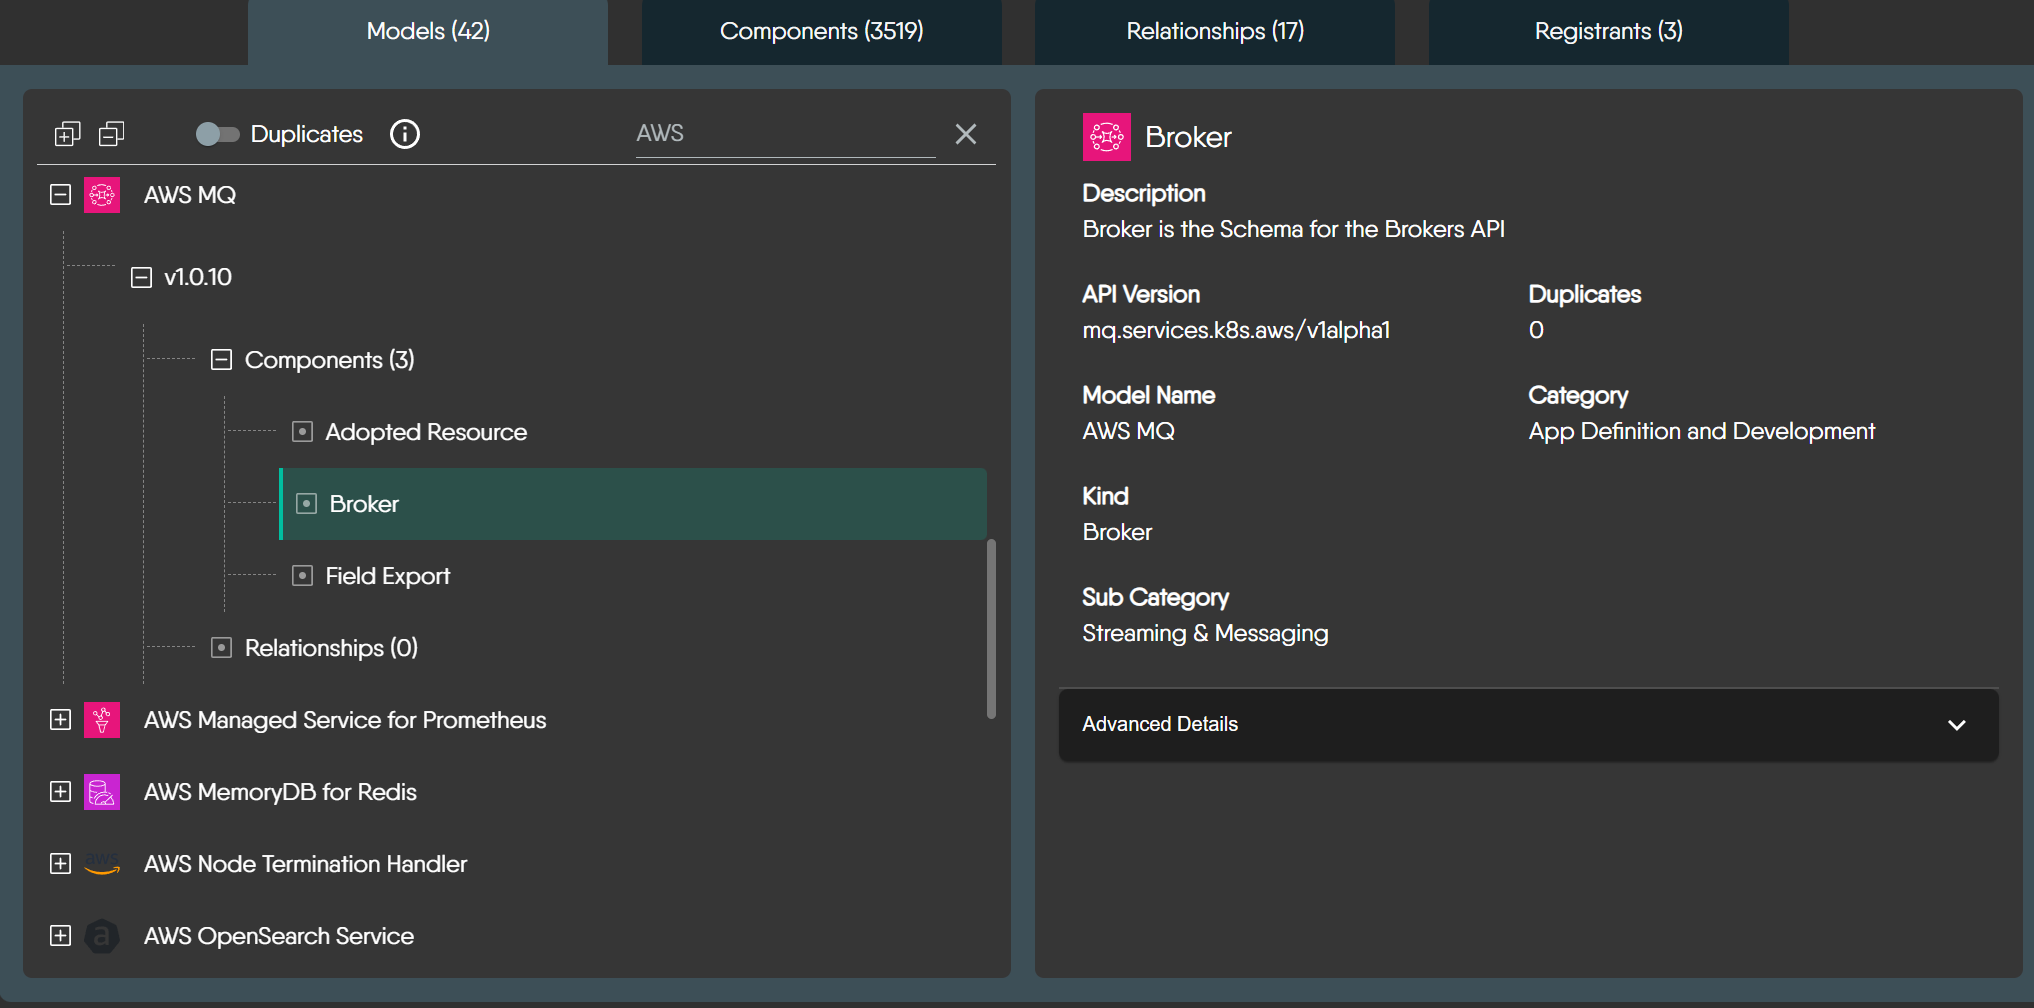 Models (42)
Components (3519)
Relationships (17)
Registrants (3)
Duplicates
AWS
AWS MQ
v1.0.10
Components (3)
Adopted Resource
Broker
Field Export
Relationships (0)
AWS Managed Service for Prometheus
AWS MemoryDB for Redis
aws
AWS Node Termination Handler
a
AWS OpenSearch Service
Broker
Description
Broker is the Schema for the Brokers API
API Version
mq.services.k8s.aws/v1alpha1
Duplicates
0
Model Name
AWS MQ
Category
App Definition and Development
Kind
Broker
Sub Category
Streaming & Messaging
Advanced Details